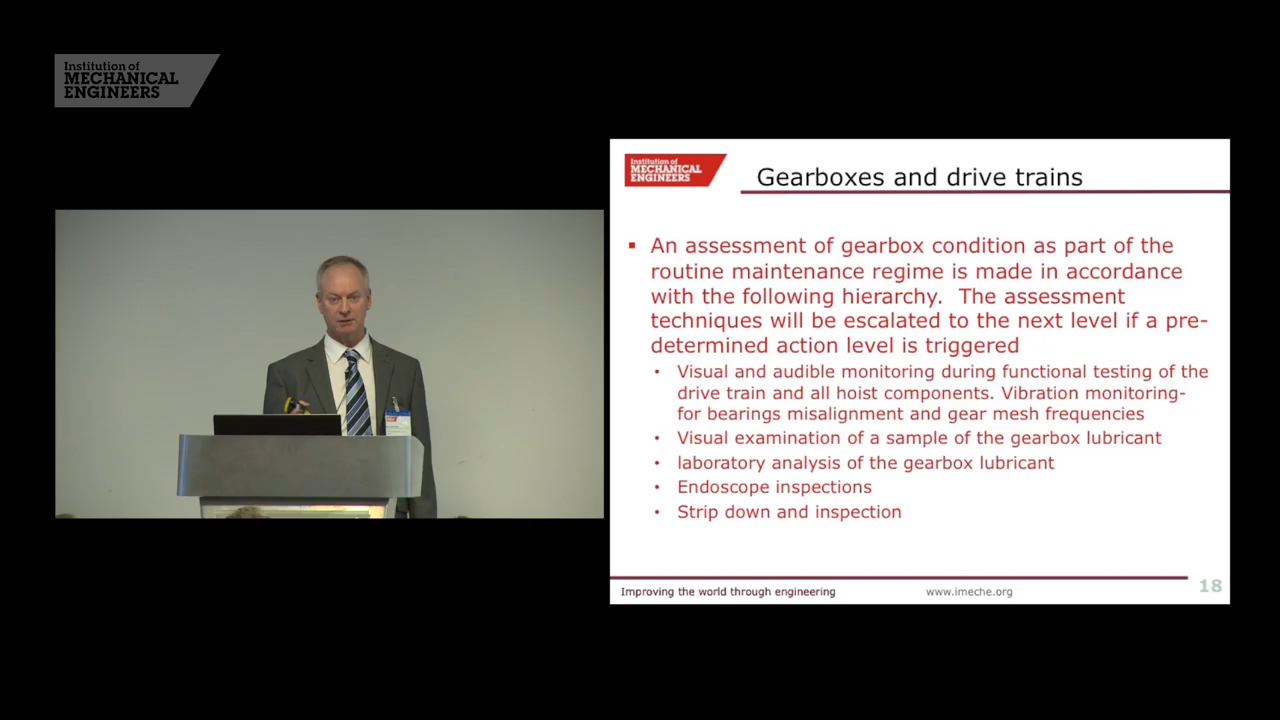 Institution of
MECHANICAL
ENGINEERS
Institution of
MECHANICAL
ENGINEERS
Gearboxes and drive trains
▪ An assessment of gearbox condition as part of the
routine maintenance regime is made in accordance
with the following hierarchy.  The assessment
techniques will be escalated to the next level if a pre-
determined action level is triggered
• Visual and audible monitoring during functional testing of the
drive train and all hoist components. Vibration monitoring-
for bearings misalignment and gear mesh frequencies
• Visual examination of a sample of the gearbox lubricant
• laboratory analysis of the gearbox lubricant
• Endoscope inspections
• Strip down and inspection
Improving the world through engineering
www.imeche.org
18